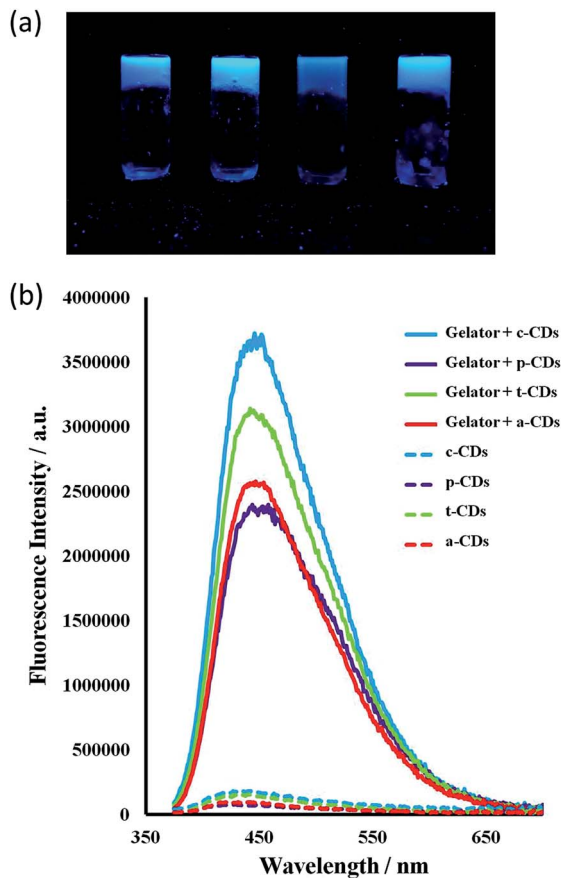 (a)
(b)
4000000
3500000
3000000
2500000
2000000
1500000
1000000
500000
0
Fluorescence Intensity / a.u.
Gelator + c-CDs
Gelator + p-CDs
Gelator + t-CDs
Gelator + a-CDs
c-CDs
p-CDs
t-CDs
a-CDs
350 450 550 650
Wavelength / nm